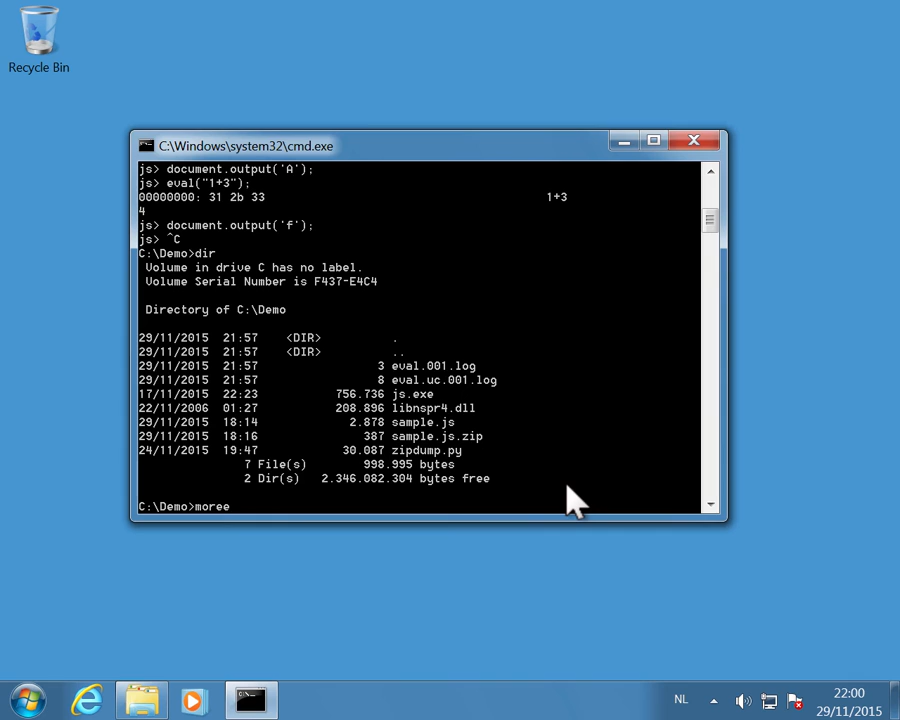 Recycle Bin
C:\Windows\system32\cmd.exe
js> document.output('A');
js> eval("1+3");
00000000: 31 2b 33 1+3
4
js> document.output('f');
js> ^C
C:\Demo>dir
Volume in drive C has no label.
Volume Serial Number is F437-E4C4
Directory of C:\Demo
29/11/2015 21:57 <DIR> .
29/11/2015 21:57 <DIR> ..
29/11/2015 21:57 3 eval.001.log
29/11/2015 21:57 8 eval.uc.001.log
17/11/2015 22:23 756.736 js.exe
22/11/2006 01:27 208.896 libnspr4.dll
29/11/2015 18:14 2.878 sample.js
29/11/2015 18:16 387 sample.js.zip
24/11/2015 19:47 30.087 zipdump.py
7 File(s) 998.995 bytes
2 Dir(s) 2.346.082.304 bytes free
C:\Demo>moree
NL
22:00
29/11/2015